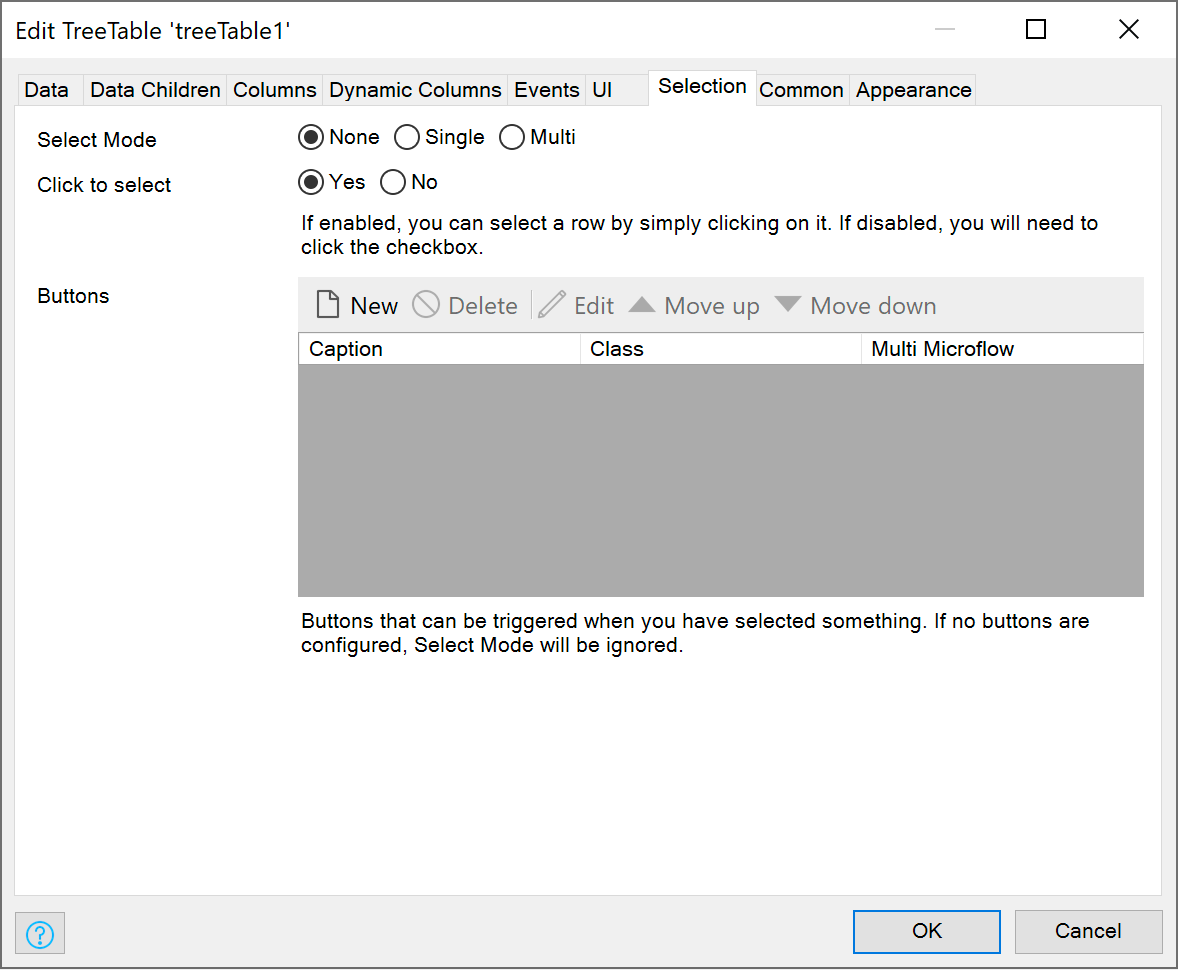 Edit TreeTable 'treeTable1'
Data Data Children Columns Dynamic Columns Events UI Selection Common Appearance
Select Mode None Single Multi
Click to select Yes No
If enabled, you can select a row by simply clicking on it. If disabled, you will need to
click the checkbox.
Buttons New Delete Edit Move up Move down
Caption Class Multi Microflow
Buttons that can be triggered when you have selected something. If no buttons are
configured, Select Mode will be ignored.
? OK Cancel